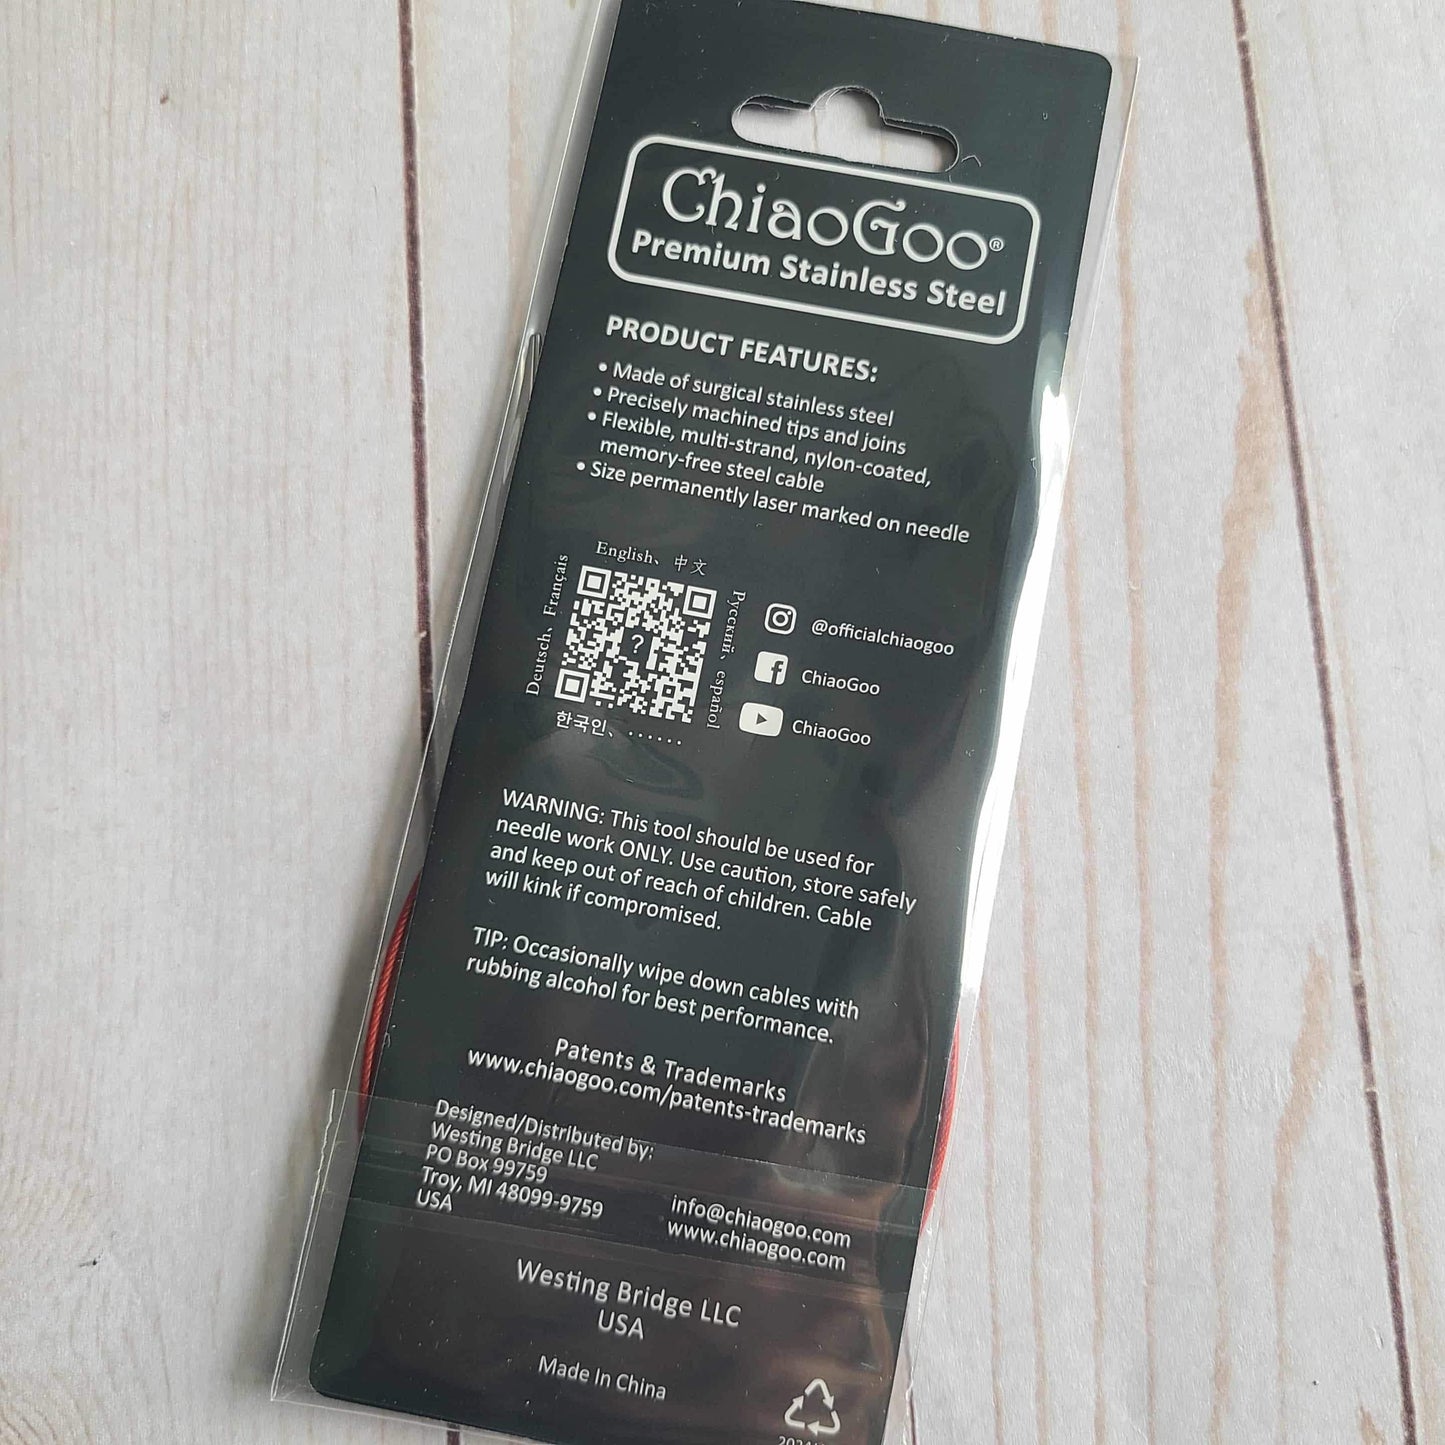 ChiaoGoo®
Premium Stainless Steel
PRODUCT FEATURES:
• Made of surgical stainless steel
• Precisely machined tips and joins
• Flexible, multi-strand, nylon-coated,
memory-free steel cable
• Size permanently laser marked on needle
English、中文
Deutsch、Français
?
Русский、español
한국인、......
@officialchiaogoo
ChiaoGoo
ChiaoGoo
WARNING: This tool should be used for
needle work ONLY. Use caution, store safely
and keep out of reach of children. Cable
will kink if compromised.
TIP: Occasionally wipe down cables with
rubbing alcohol for best performance.
Patents & Trademarks
www.chiaogoo.com/patents-trademarks
Designed/Distributed by:
Westing Bridge LLC
PO Box 99759
Troy, MI 48099-9759
USA
info@chiaogoo.com
www.chiaogoo.com
Westing Bridge LLC
USA
Made In China